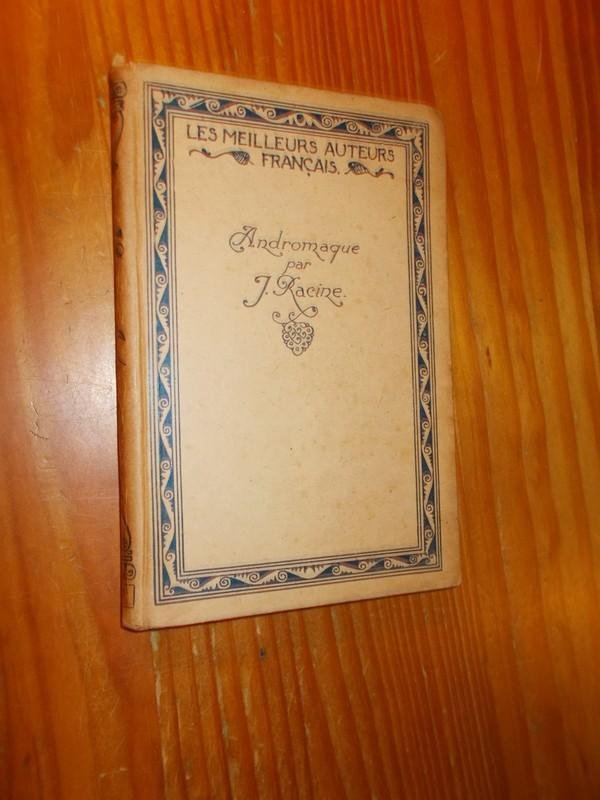 LES MEILLEURS AUTEURS
FRANÇAIS.
Andromaque
par
J. Racine.